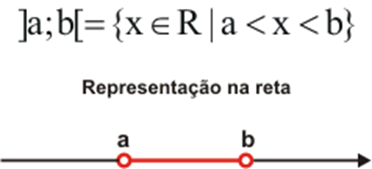 ]a;b[={x∈R|a<x<b}
Representação na reta
a b